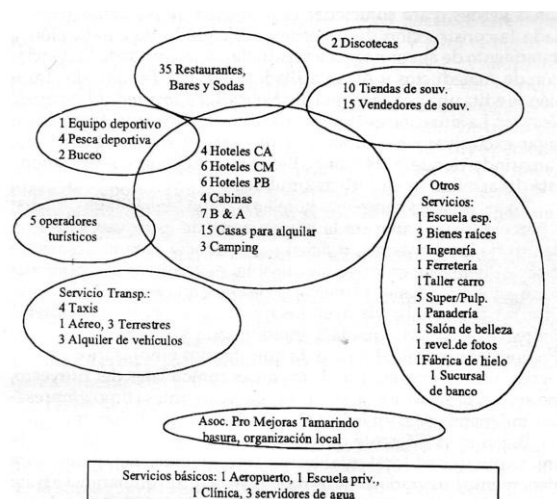 2 Discotecas
35 Restaurantes,
Bares y Sodas
10 Tiendas de souv.
15 Vendedores de souv.
1 Equipo deportivo
4 Pesca deportiva
2 Buceo
4 Hoteles CA
6 Hoteles CM
6 Hoteles PB
4 Cabinas
7 B & A
15 Casas para alquilar
3 Camping
5 operadores
turísticos
Otros
Servicios:
1 Escuela esp.
3 Bienes raíces
1 Ingenería
1 Ferretería
1Taller carro
5 Super/Pulp.
1 Panadería
1 Salón de belleza
1 revel.de fotos
1Fábrica de hielo
1 Sucursal
de banco
Servicio Transp.:
4 Taxis
1 Aéreo, 3 Terrestres
3 Alquiler de vehículos
Asoc. Pro Mejoras Tamarindo
basura, organización local
Servicios básicos: 1 Aeropuerto, 1 Escuela priv.,
1 Clínica, 3 servidores de agua